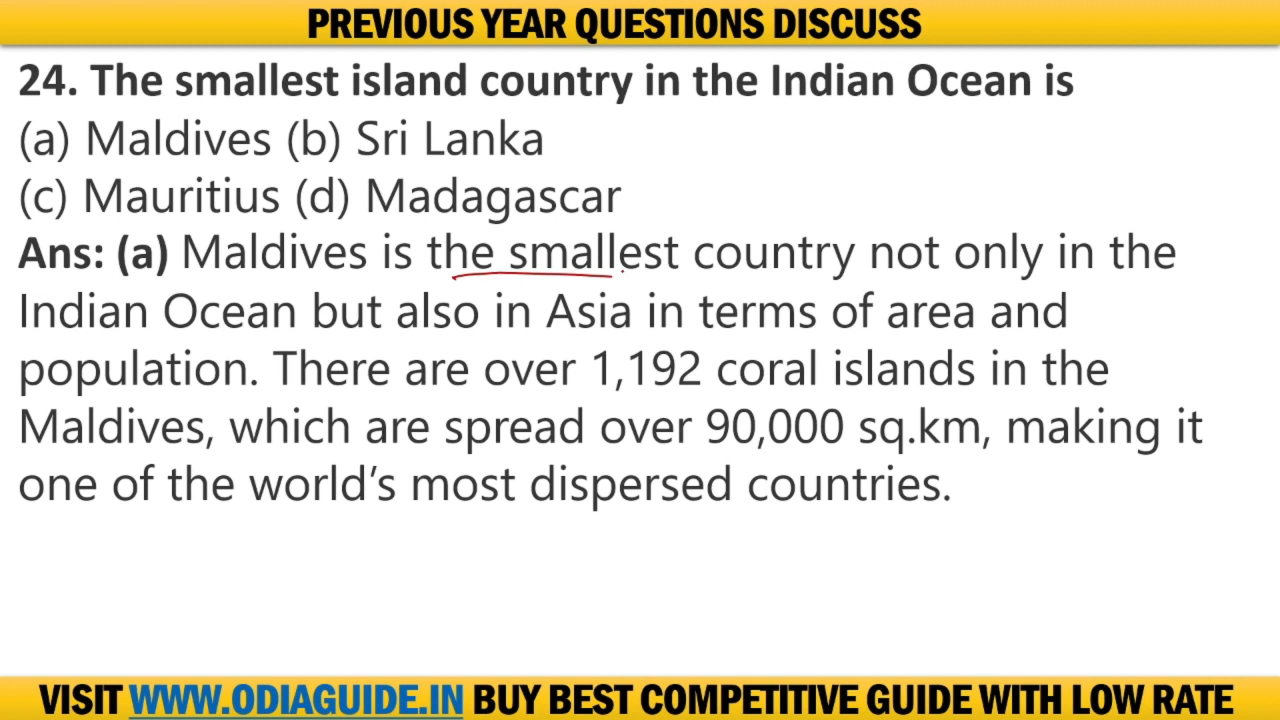 PREVIOUS YEAR QUESTIONS DISCUSS
24. The smallest island country in the Indian Ocean is
(a) Maldives (b) Sri Lanka
(c) Mauritius (d) Madagascar
Ans: (a) Maldives is the smallest country not only in the
Indian Ocean but also in Asia in terms of area and
population. There are over 1,192 coral islands in the
Maldives, which are spread over 90,000 sq.km, making it
one of the world’s most dispersed countries.
VISIT WWW.ODIAGUIDE.IN BUY BEST COMPETITIVE GUIDE WITH LOW RATE